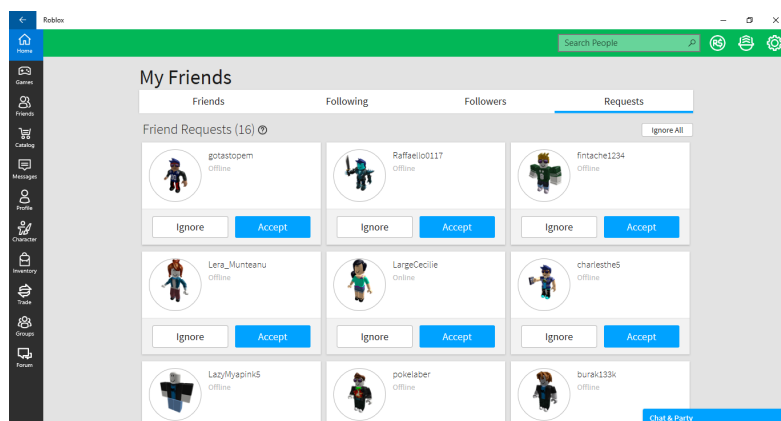 Roblox
Search People
R$
Home
Games
Friends
Catalog
Messages
Profile
Character
Inventory
Trade
Groups
Forum
My Friends
Friends Following Followers Requests
Friend Requests (16)
Ignore All
gotastopem
Offline
Raffaello0117
Offline
fintache1234
Offline
Ignore Accept Ignore Accept Ignore Accept
Lera_Munteanu
Offline
LargeCecilie
Online
charlesthe5
Offline
Ignore Accept Ignore Accept Ignore Accept
LazyMyapink5
Offline
pokelaber
Offline
burak133k
Offline
Chat & Party